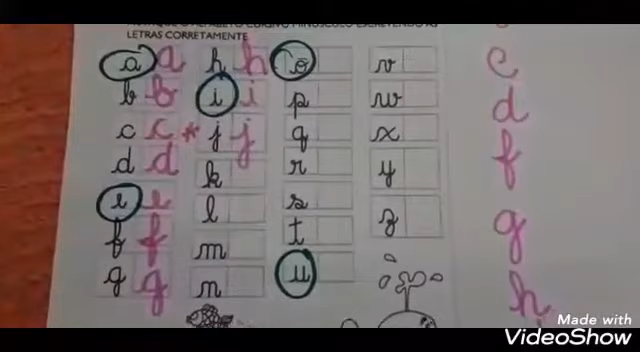 LETRAS CORRETAMENTE
a a h h o v
b b i i p w
c c * j j q x
d d k r y
e e l s z
f f m t
g g n u
c
d
f
g
h
Made with
VideoShow